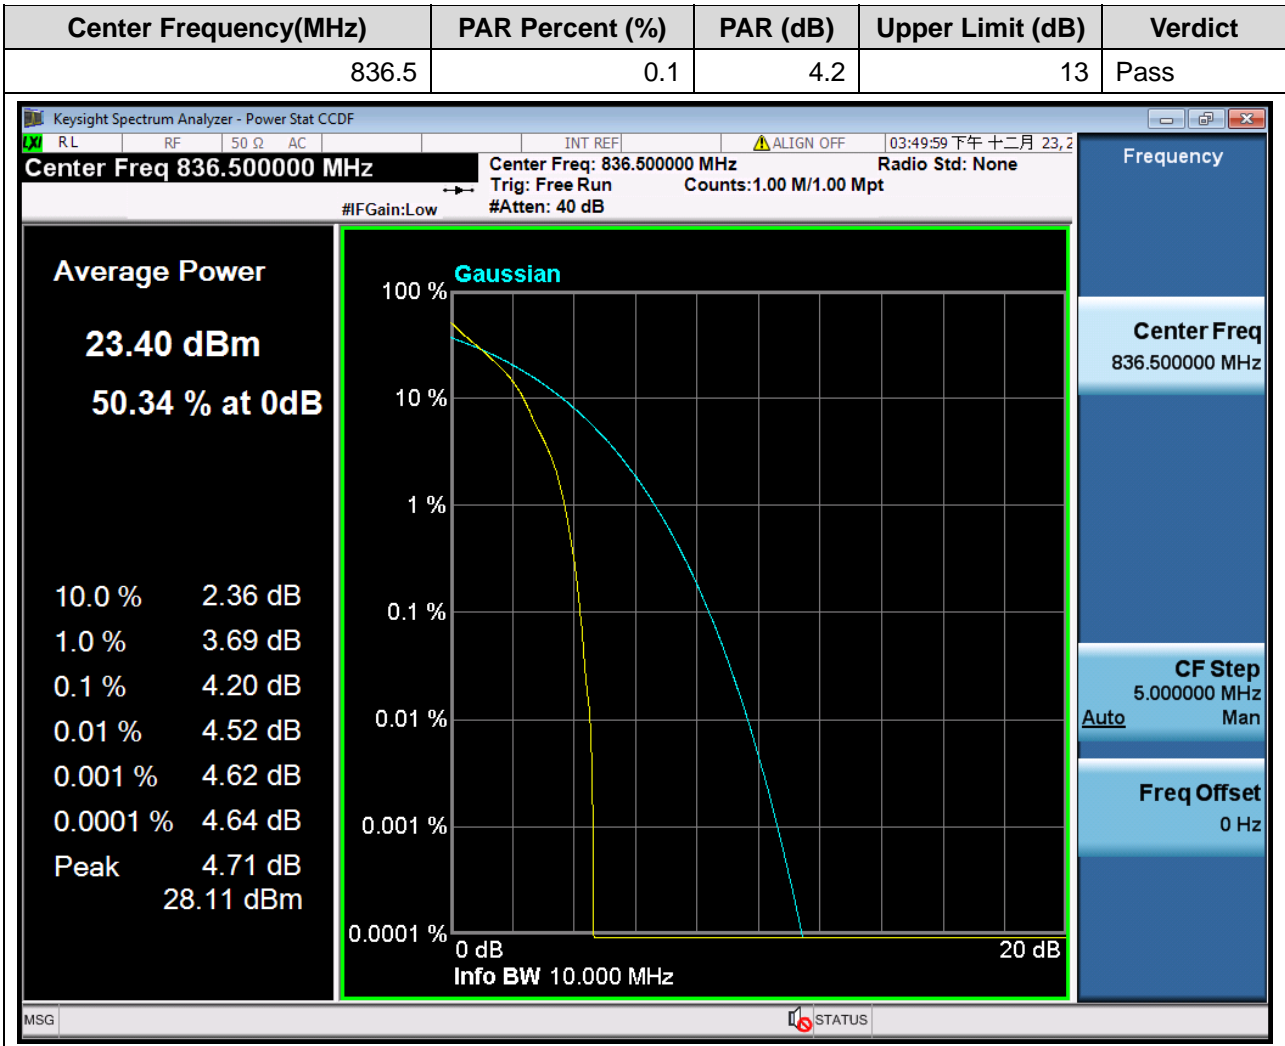 Center Frequency(MHz) PAR Percent (%) PAR (dB) Upper Limit (dB) Verdict
836.5 0.1 4.2 13 Pass
Keysight Spectrum Analyzer - Power Stat CCDF
LXI RL RF 50 Ω AC INT REF ALIGN OFF 03:49:59 下午 十二月 23, 2
Center Freq 836.500000 MHz
Center Freq: 836.500000 MHz Radio Std: None
Trig: Free Run Counts:1.00 M/1.00 Mpt
#IFGain:Low #Atten: 40 dB
Frequency
Average Power
23.40 dBm
50.34 % at 0dB
10.0 % 2.36 dB
1.0 % 3.69 dB
0.1 % 4.20 dB
0.01 % 4.52 dB
0.001 % 4.62 dB
0.0001 % 4.64 dB
Peak 4.71 dB
28.11 dBm
Gaussian
100 %
10 %
1 %
0.1 %
0.01 %
0.001 %
0.0001 %
0 dB 20 dB
Info BW 10.000 MHz
Center Freq
836.500000 MHz
CF Step
5.000000 MHz
Auto Man
Freq Offset
0 Hz
MSG STATUS